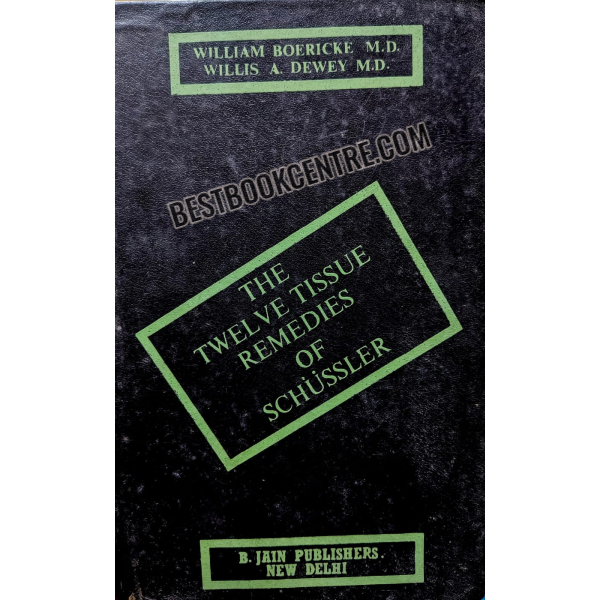 WILLIAM BOERICKE M.D.
WILLIS A. DEWEY M.D.
BESTBOOKCENTRE.COM
THE
TWELVE TISSUE
REMEDIES
OF
SCHÜSSLER
B. JAIN PUBLISHERS.
NEW DELHI